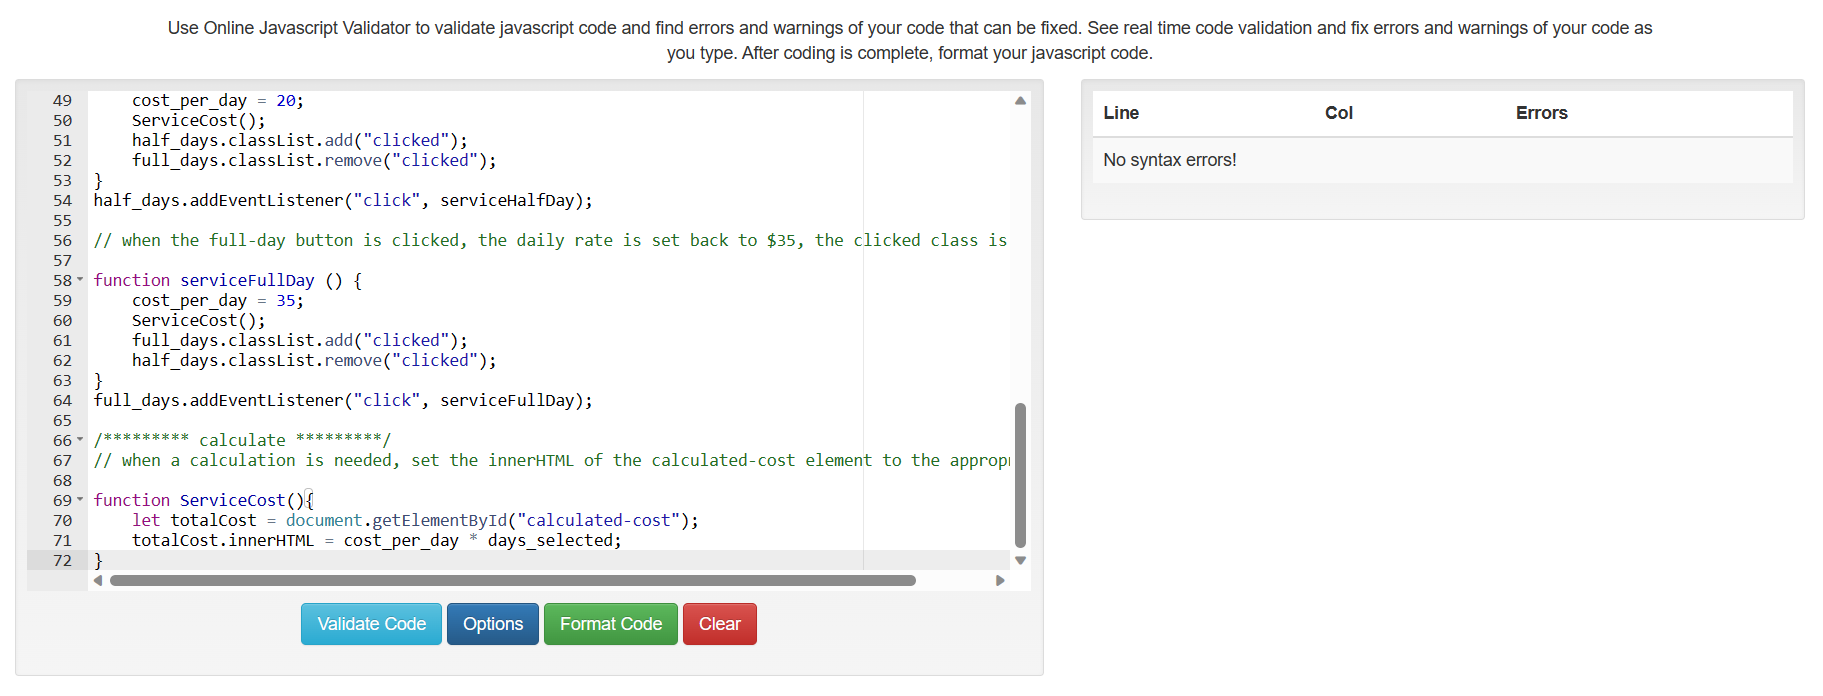 Use Online Javascript Validator to validate javascript code and find errors and warnings of your code that can be fixed. See real time code validation and fix errors and warnings of your code as
you type. After coding is complete, format your javascript code.
49 cost_per_day = 20;
50 ServiceCost();
51 half_days.classList.add("clicked");
52 full_days.classList.remove("clicked");
53 }
54 half_days.addEventListener("click", serviceHalfDay);
55
56 // when the full-day button is clicked, the daily rate is set back to $35, the clicked class is
57
58 function serviceFullDay () {
59 cost_per_day = 35;
60 ServiceCost();
61 full_days.classList.add("clicked");
62 half_days.classList.remove("clicked");
63 }
64 full_days.addEventListener("click", serviceFullDay);
65
66 /********* calculate *********/
67 // when a calculation is needed, set the innerHTML of the calculated-cost element to the
68
69 function ServiceCost(){
70 let totalCost = document.getElementById("calculated-cost");
71 totalCost.innerHTML = cost_per_day * days_selected;
72 }
Validate Code Options Format Code Clear
Line Col Errors
No syntax errors!